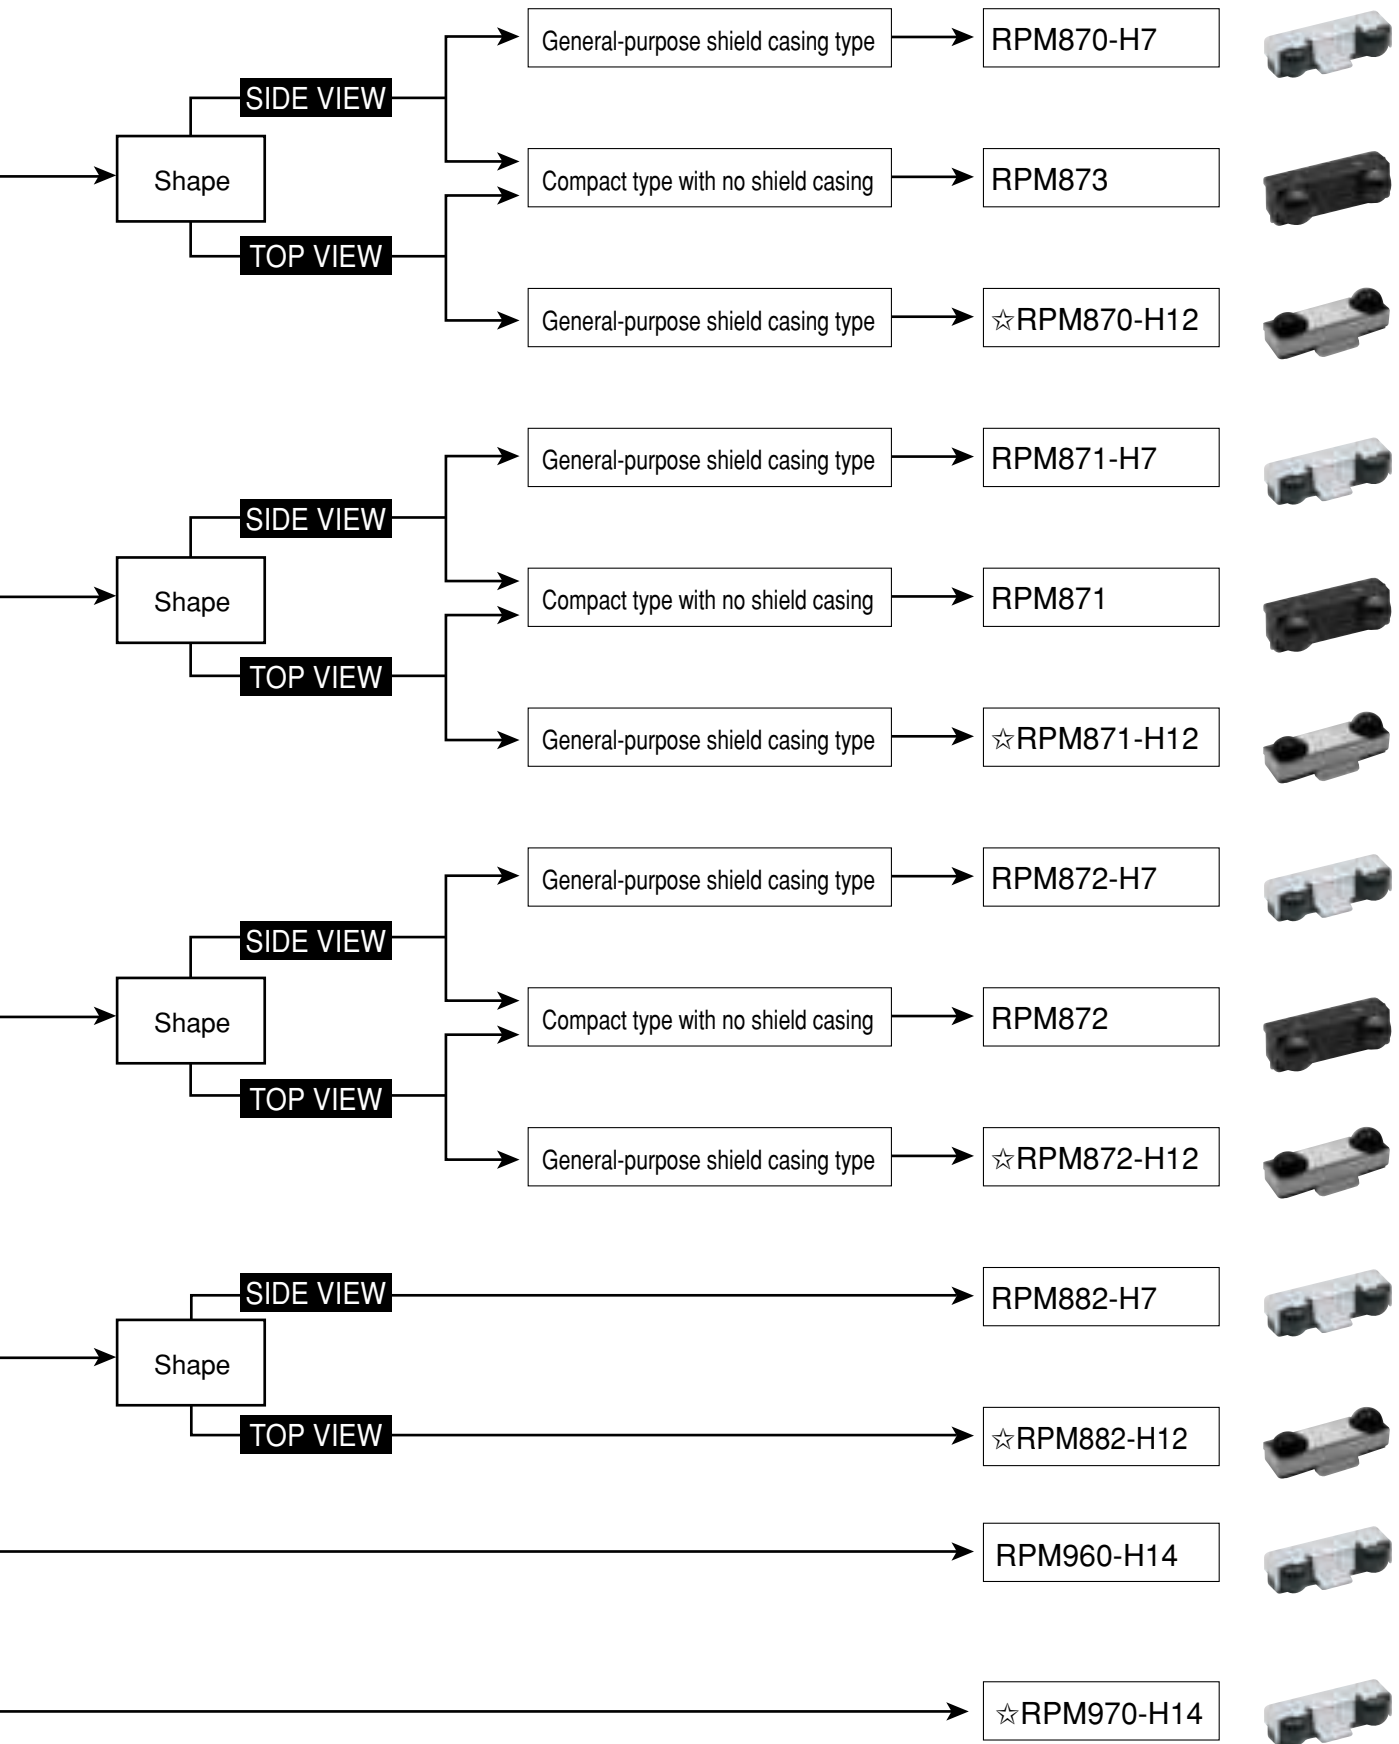 General-purpose shield casing type
RPM870-H7
SIDE VIEW
Shape
Compact type with no shield casing
RPM873
TOP VIEW
General-purpose shield casing type
☆RPM870-H12
General-purpose shield casing type
RPM871-H7
SIDE VIEW
Shape
Compact type with no shield casing
RPM871
TOP VIEW
General-purpose shield casing type
☆RPM871-H12
General-purpose shield casing type
RPM872-H7
SIDE VIEW
Shape
Compact type with no shield casing
RPM872
TOP VIEW
General-purpose shield casing type
☆RPM872-H12
SIDE VIEW
RPM882-H7
Shape
TOP VIEW
☆RPM882-H12
RPM960-H14
☆RPM970-H14